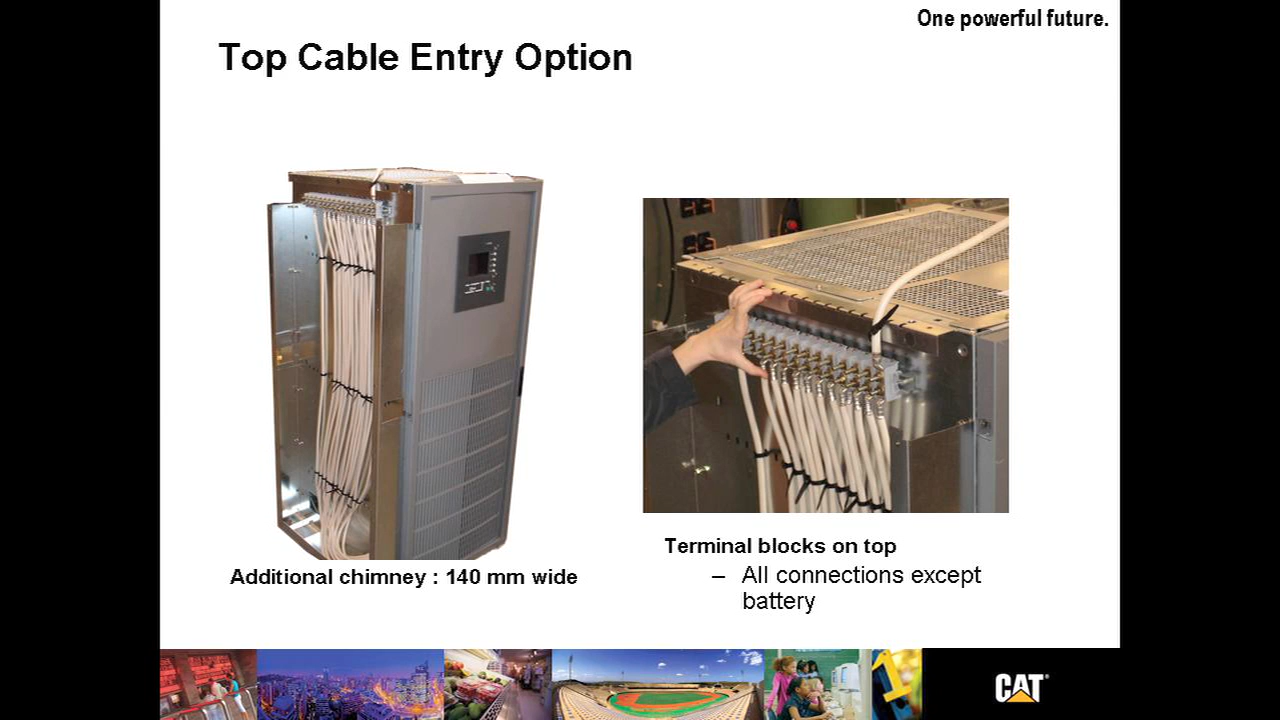 One powerful future.
Top Cable Entry Option
Additional chimney : 140 mm wide
Terminal blocks on top
– All connections except
battery
1
CAT®